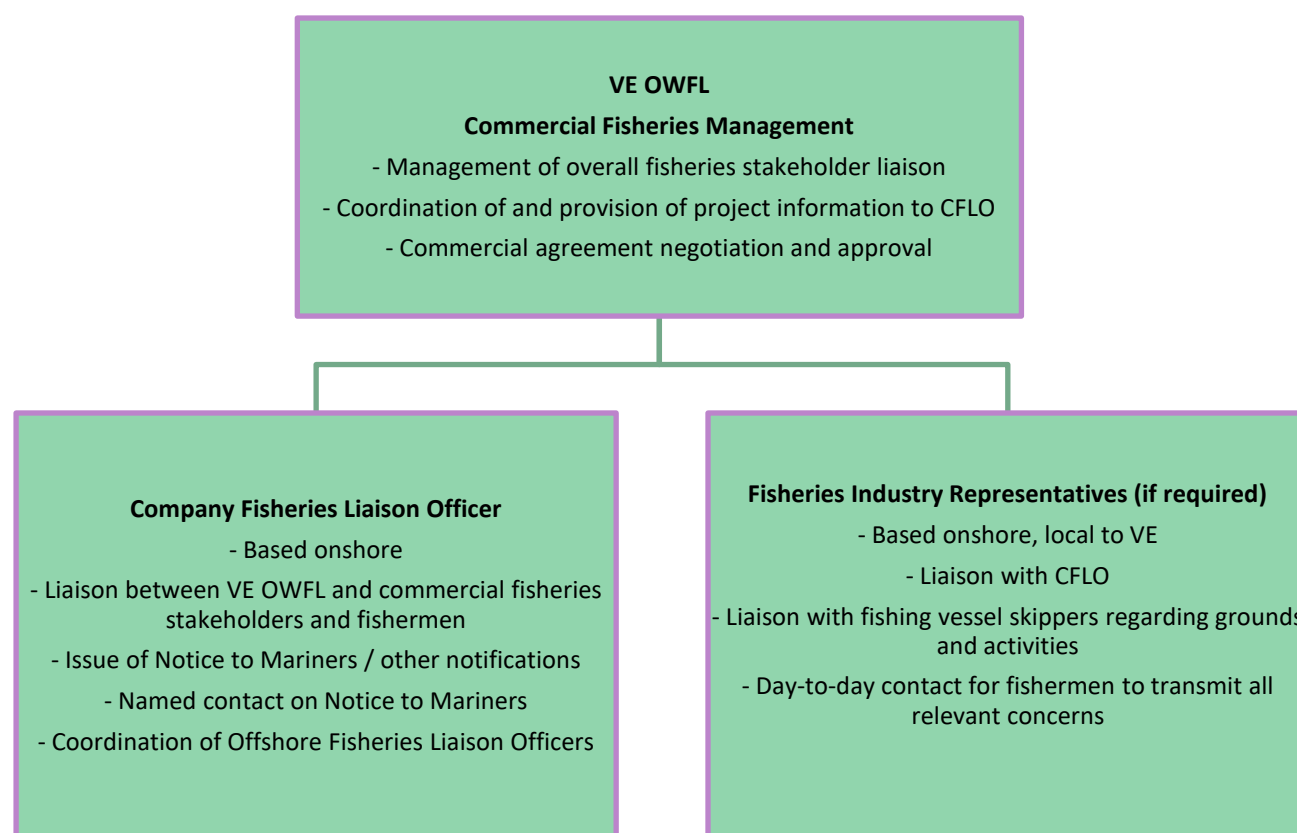 VE OWFL
Commercial Fisheries Management
- Management of overall fisheries stakeholder liaison
- Coordination of and provision of project information to CFLO
- Commercial agreement negotiation and approval
Company Fisheries Liaison Officer
- Based onshore
- Liaison between VE OWFL and commercial fisheries
stakeholders and fishermen
- Issue of Notice to Mariners / other notifications
- Named contact on Notice to Mariners
- Coordination of Offshore Fisheries Liaison Officers
Fisheries Industry Representatives (if required)
- Based onshore, local to VE
- Liaison with CFLO
- Liaison with fishing vessel skippers regarding grounds
and activities
- Day-to-day contact for fishermen to transmit all
relevant concerns